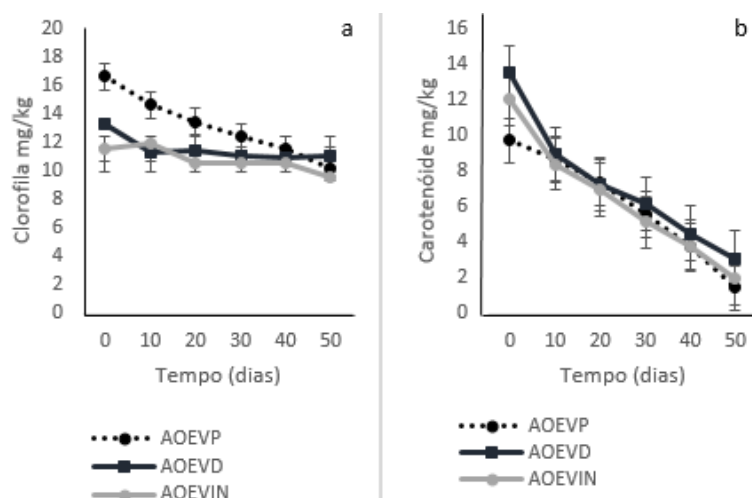 a
Clorofila mg/kg
20
18
16
14
12
10
8
6
4
2
0
0 10 20 30 40 50
Tempo (dias)
AOEVP
AOEVD
AOEVIN
b
Carotenóide mg/kg
16
14
12
10
8
6
4
2
0
0 10 20 30 40 50
Tempo (dias)
AOEVP
AOEVD
AOEVIN